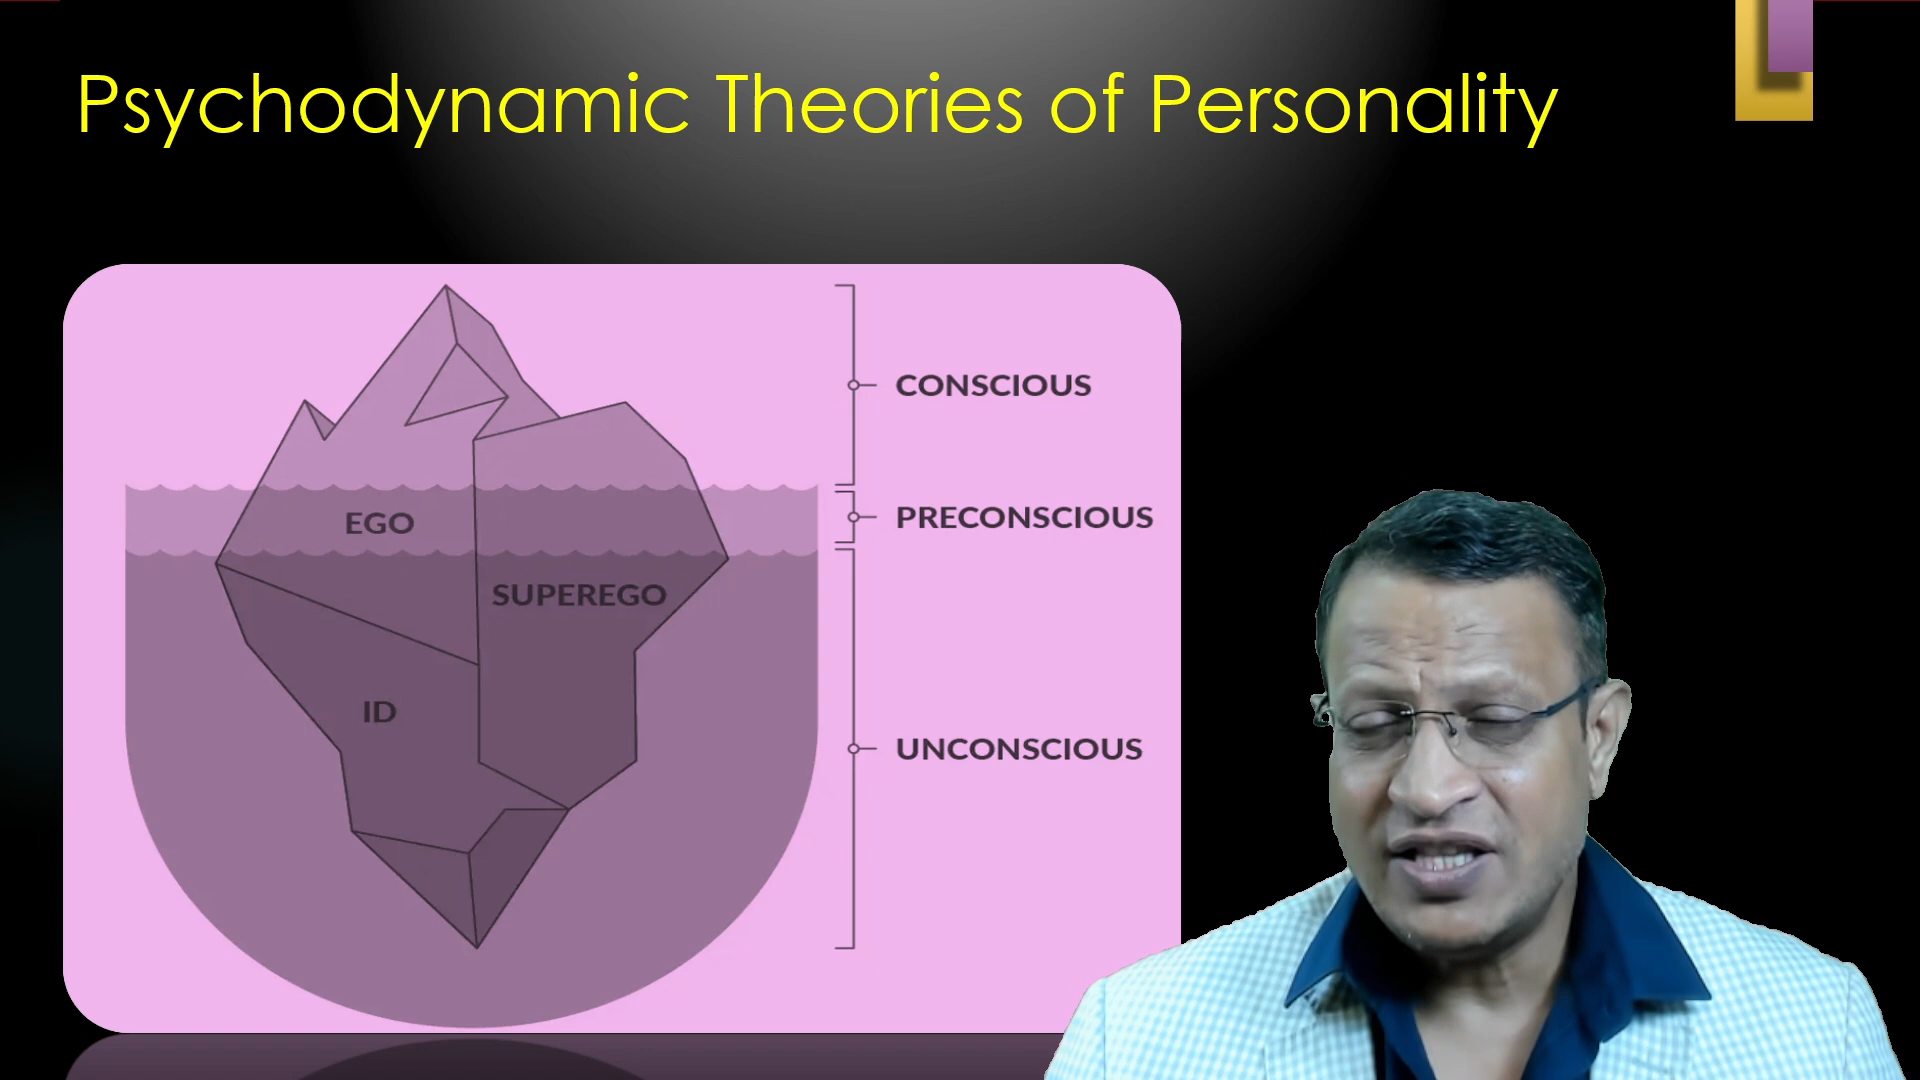 Psychodynamic Theories of Personality
CONSCIOUS
PRECONSCIOUS
EGO
SUPEREGO
ID
UNCONSCIOUS